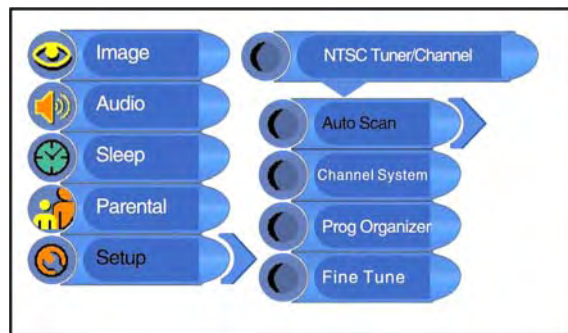 Image
Audio
Sleep
Parental
Setup
NTSC Tuner/Channel
Auto Scan
Channel System
Prog Organizer
Fine Tune